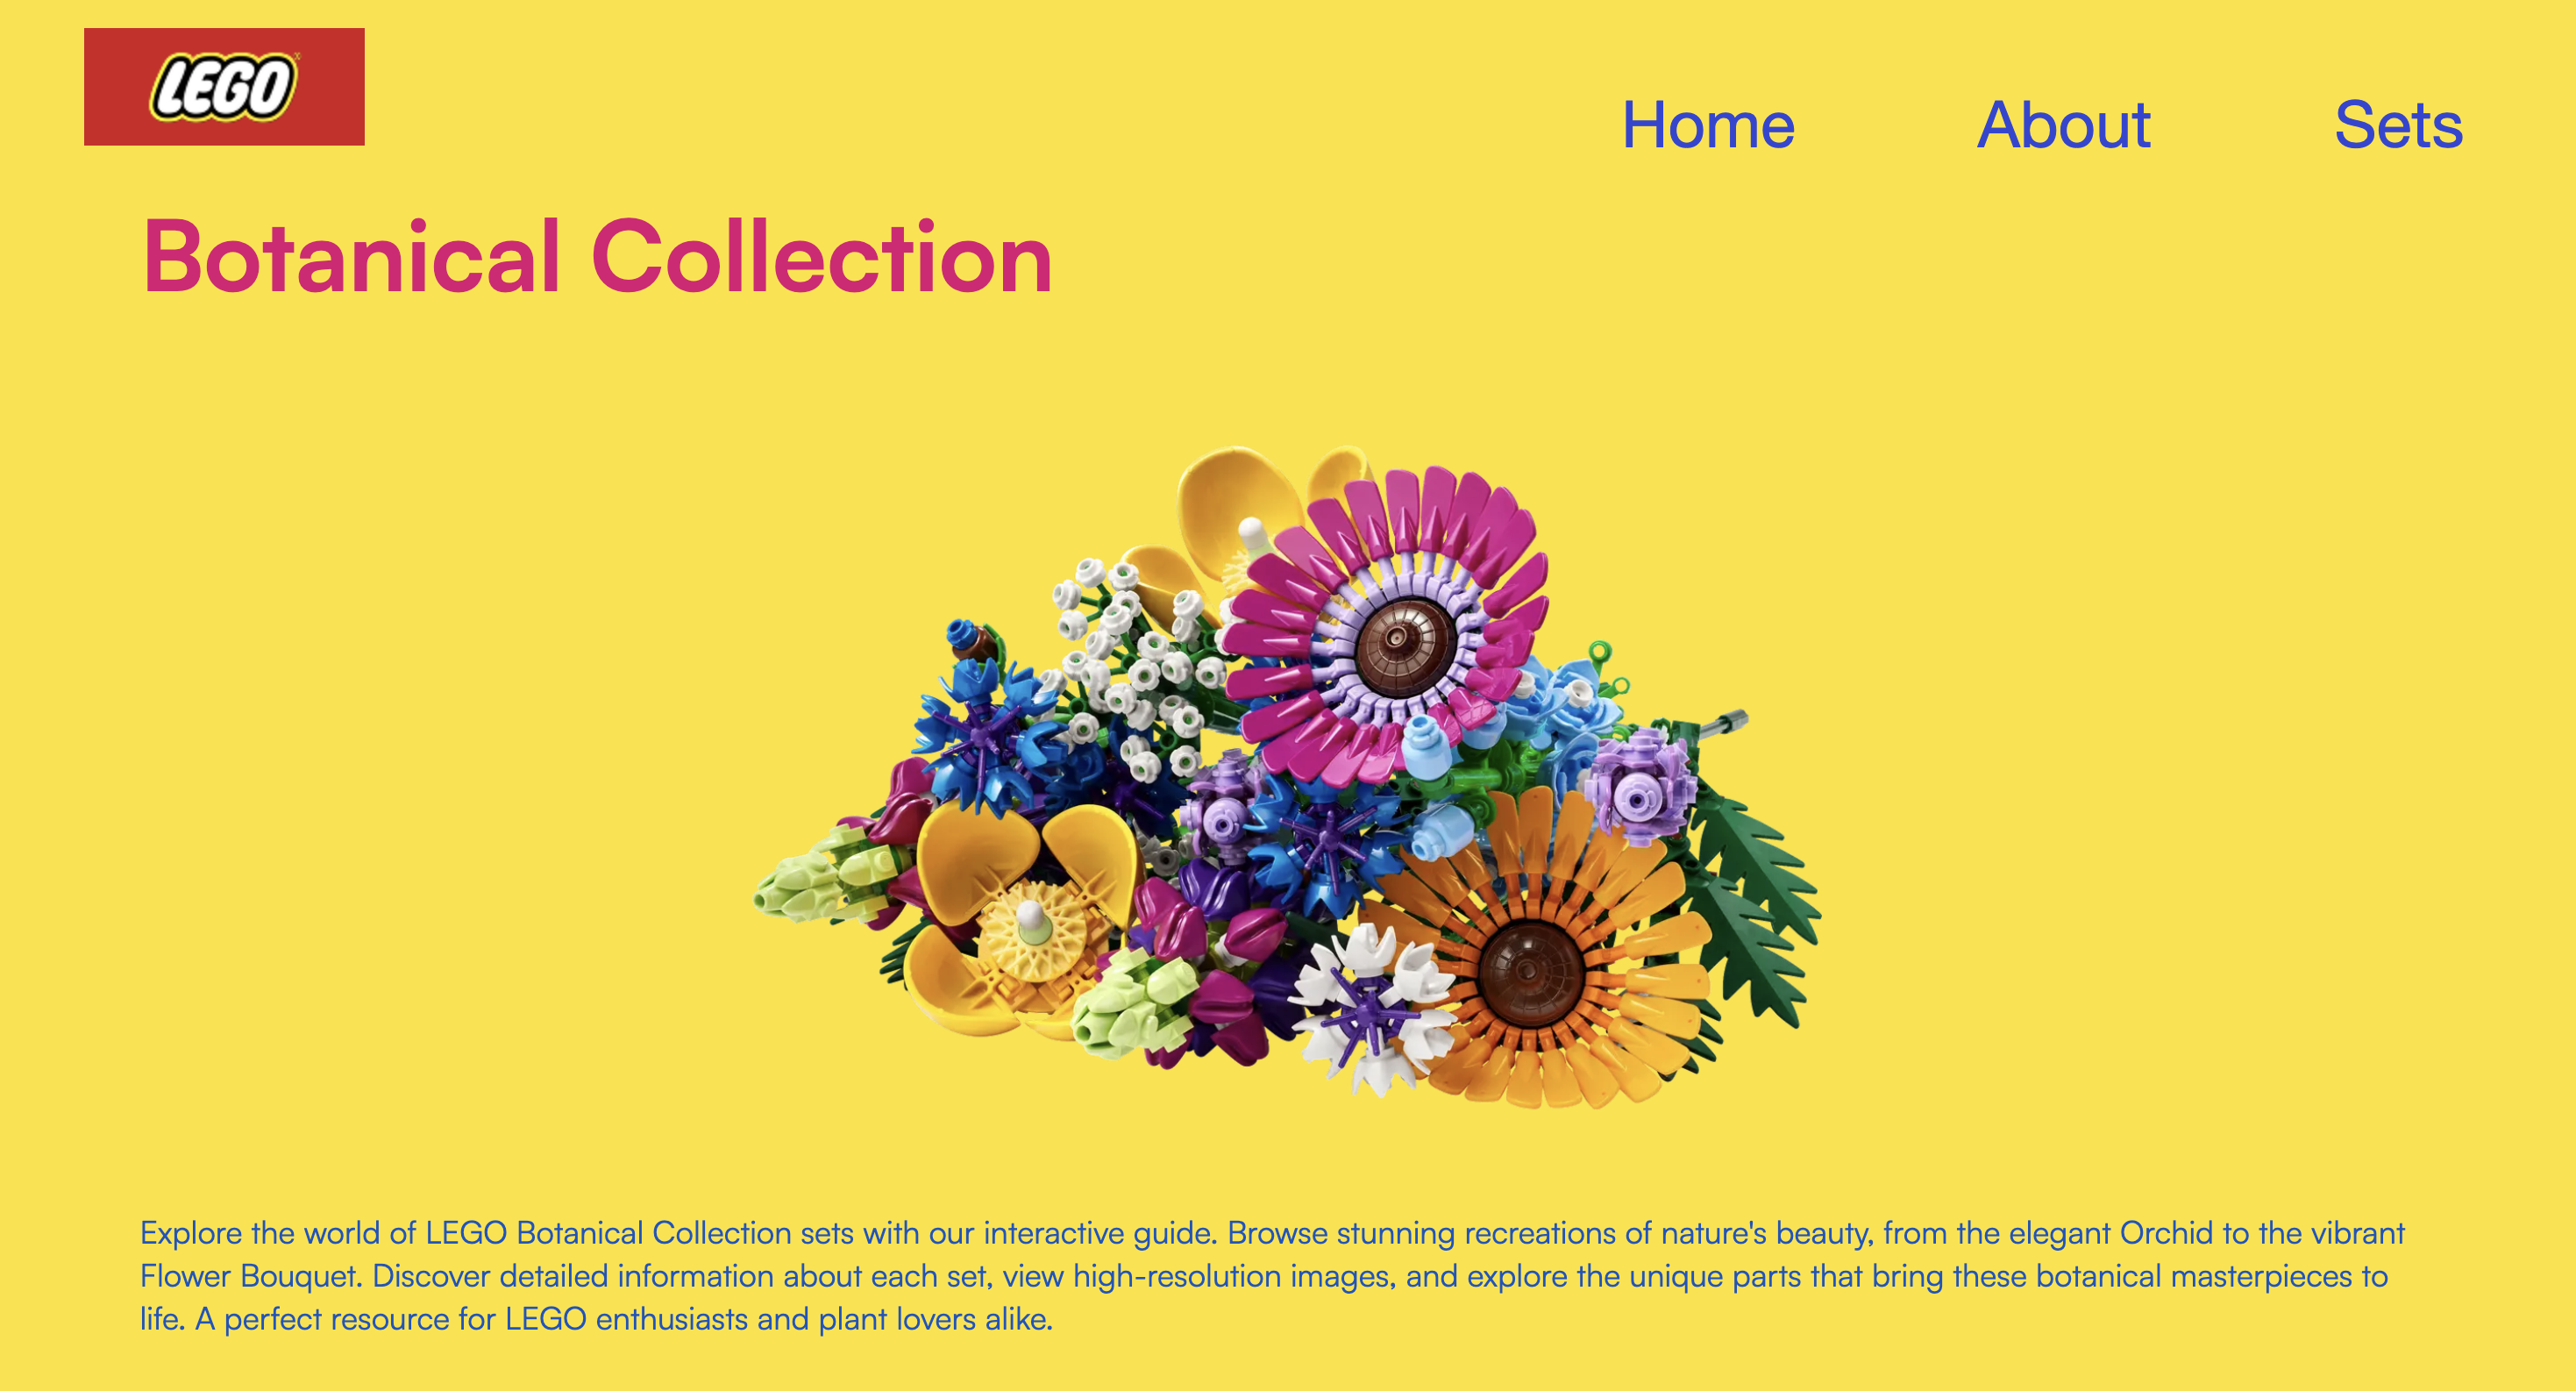 LEGO
Home About Sets
Botanical Collection
Explore the world of LEGO Botanical Collection sets with our interactive guide. Browse stunning recreations of nature's beauty, from the elegant Orchid to the vibrant
Flower Bouquet. Discover detailed information about each set, view high-resolution images, and explore the unique parts that bring these botanical masterpieces to
life. A perfect resource for LEGO enthusiasts and plant lovers alike.